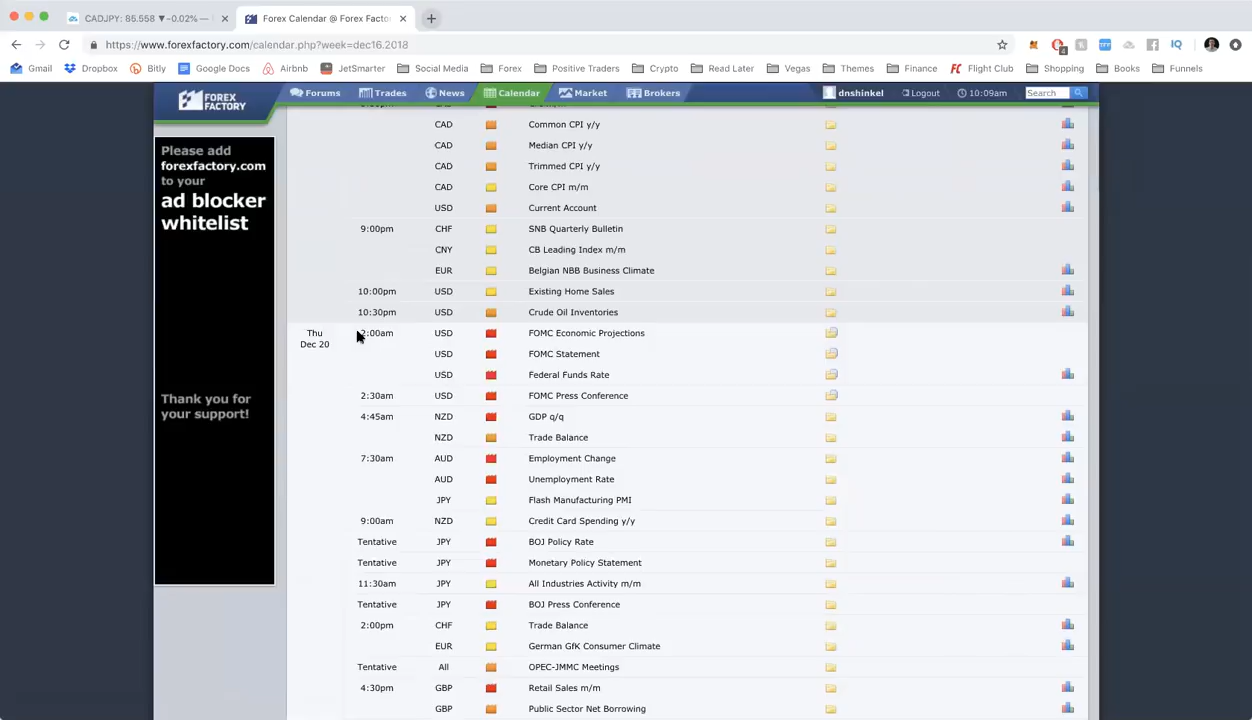 CADJPY: 85.558 ▼−0.02% —
Forex Calendar @ Forex Facto
https://www.forexfactory.com/calendar.php?week=dec16.2018
4
Gmail Dropbox Bitly Google Docs Airbnb JetSmarter Social Media Forex Positive Traders Crypto Read Later Vegas Themes Finance Flight Club Shopping Books Funnels
FOREX FACTORY
Forums Trades News Calendar Market Brokers dnshinkel Logout 10:09am Search
Please add
forexfactory.com
to your
ad blocker
whitelist
Thank you for
your support!
CAD Common CPI y/y
CAD Median CPI y/y
CAD Trimmed CPI y/y
CAD Core CPI m/m
USD Current Account
9:00pm CHF SNB Quarterly Bulletin
CNY CB Leading Index m/m
EUR Belgian NBB Business Climate
10:00pm USD Existing Home Sales
10:30pm USD Crude Oil Inventories
Thu 2:00am USD FOMC Economic Projections
Dec 20
USD FOMC Statement
USD Federal Funds Rate
2:30am USD FOMC Press Conference
4:45am NZD GDP q/q
NZD Trade Balance
7:30am AUD Employment Change
AUD Unemployment Rate
JPY Flash Manufacturing PMI
9:00am NZD Credit Card Spending y/y
Tentative JPY BOJ Policy Rate
Tentative JPY Monetary Policy Statement
11:30am JPY All Industries Activity m/m
Tentative JPY BOJ Press Conference
2:00pm CHF Trade Balance
EUR German GfK Consumer Climate
Tentative All OPEC-JMMC Meetings
4:30pm GBP Retail Sales m/m
GBP Public Sector Net Borrowing